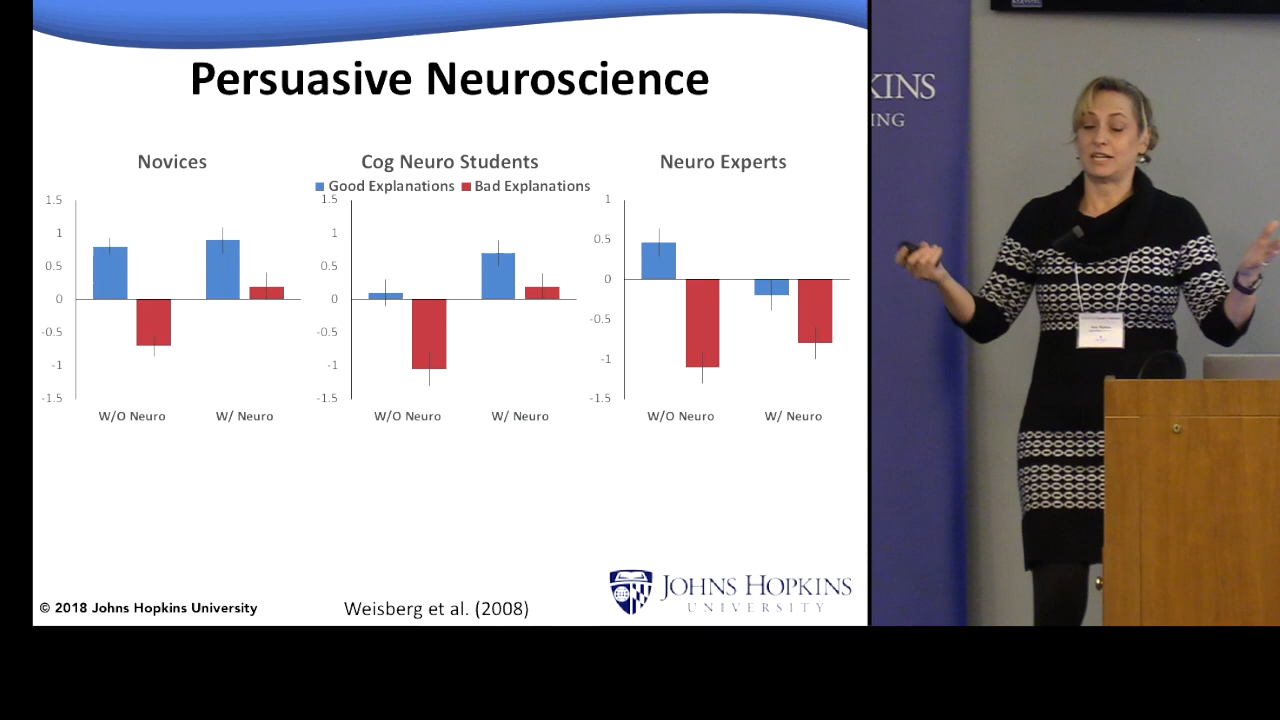 Persuasive Neuroscience
Novices
Cog Neuro Students
Neuro Experts
Good Explanations
Bad Explanations
1.5
1
0.5
0
-0.5
-1
-1.5
W/O Neuro
W/ Neuro
1.5
1
0.5
0
-0.5
-1
-1.5
W/O Neuro
W/ Neuro
1
0.5
0
-0.5
-1
-1.5
W/O Neuro
W/ Neuro
© 2018 Johns Hopkins University
Weisberg et al. (2008)
JOHNS HOPKINS
UNIVERSITY
KINS
ING